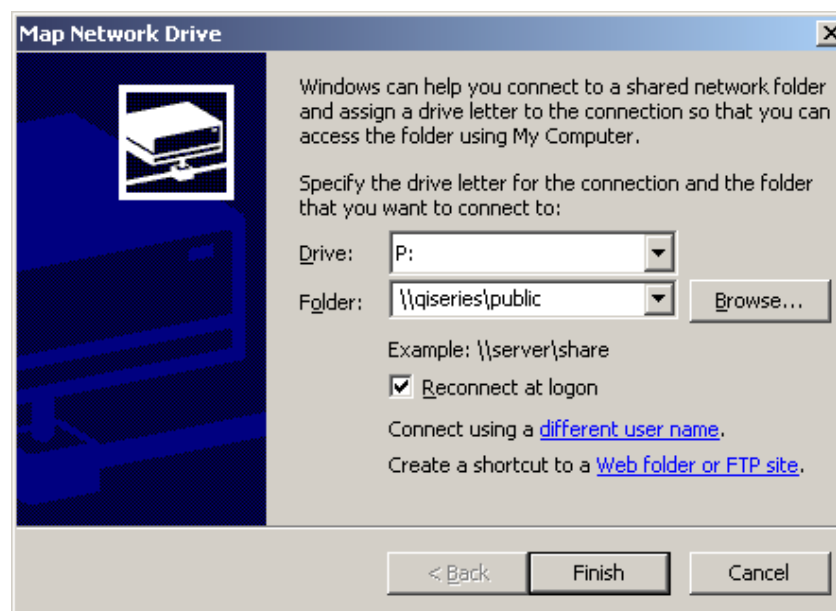 Map Network Drive
Windows can help you connect to a shared network folder
and assign a drive letter to the connection so that you can
access the folder using My Computer.
Specify the drive letter for the connection and the folder
that you want to connect to:
Drive: P:
Folder: \\qiseries\public Browse...
Example: \\server\share
Reconnect at logon
Connect using a different user name.
Create a shortcut to a Web folder or FTP site.
< Back Finish Cancel